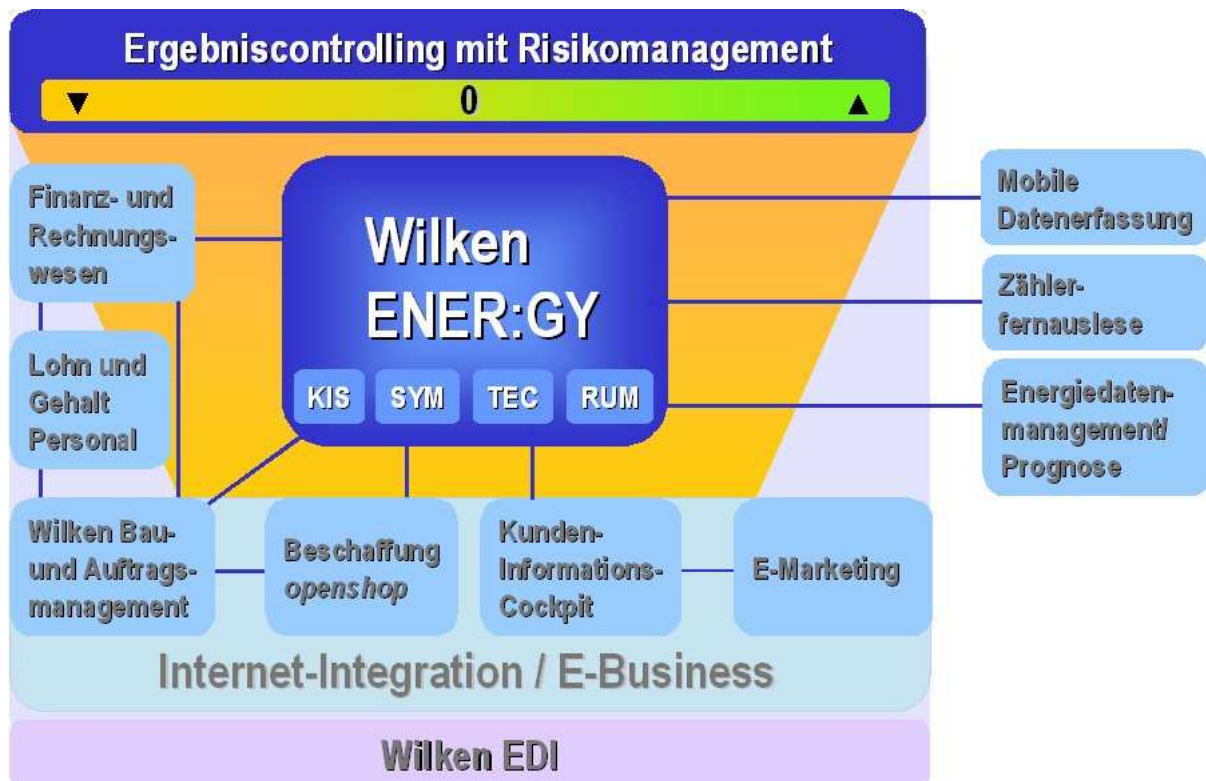 Ergebniscontrolling mit Risikomanagement
▼ 0 ▲
Finanz- und
Rechnungs-
wesen
Wilken
ENER:GY
KIS SYM TEC RUM
Mobile
Datenerfassung
Zähler-
fernauslese
Energiedaten-
management/
Prognose
Lohn und
Gehalt
Personal
Wilken Bau-
und Auftrags-
management
Beschaffung
openshop
Kunden-
Informations-
Cockpit
E-Marketing
Internet-Integration / E-Business
Wilken EDI